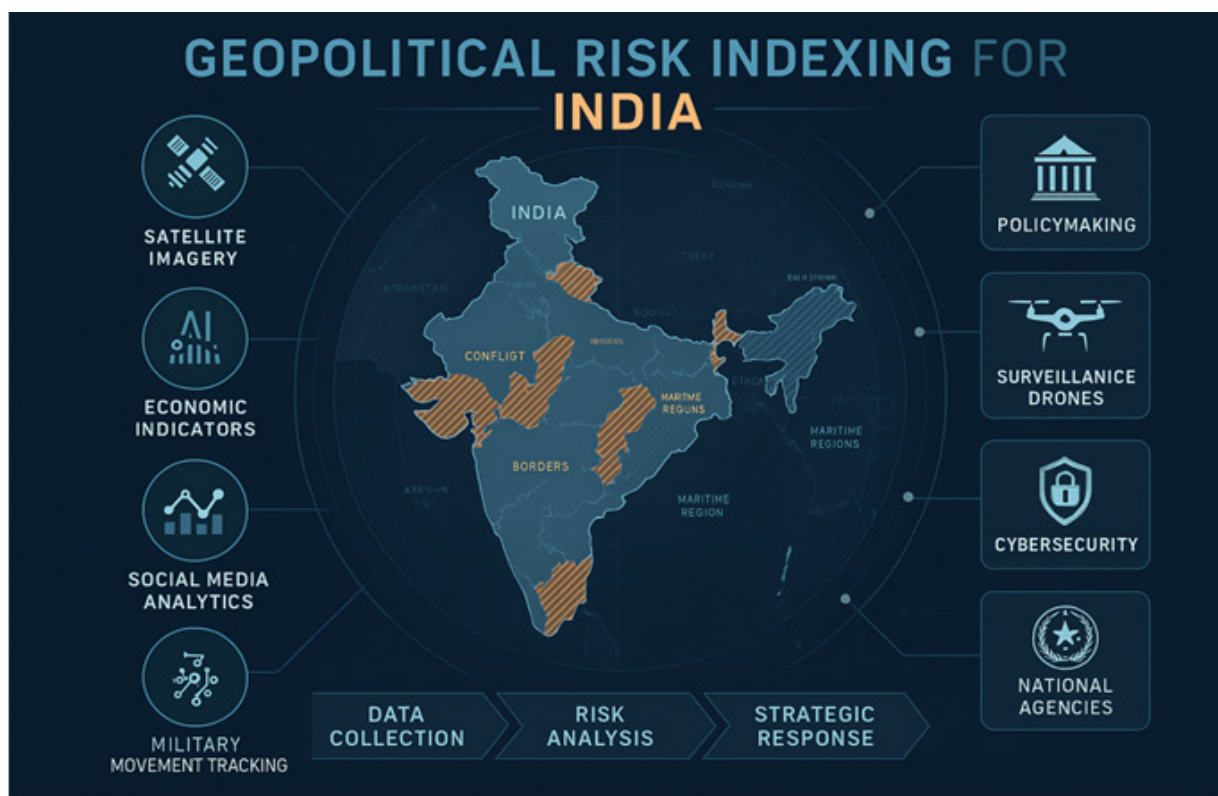 GEOPOLITICAL RISK INDEXING FOR
INDIA
SATELLITE
IMAGERY
AI
ECONOMIC
INDICATORS
SOCIAL MEDIA
ANALYTICS
MILITARY
MOVEMENT TRACKING
INDIA
CONFLIGT
BORDERS
MARITME
REGUNS
MARITIME
REGIONS
MARITIME
REGION
POLICYMAKING
SURVEILLANICE
DRONES
CYBERSECURITY
NATIONAL
AGENCIES
DATA
COLLECTION
RISK
ANALYSIS
STRATEGIC
RESPONSE